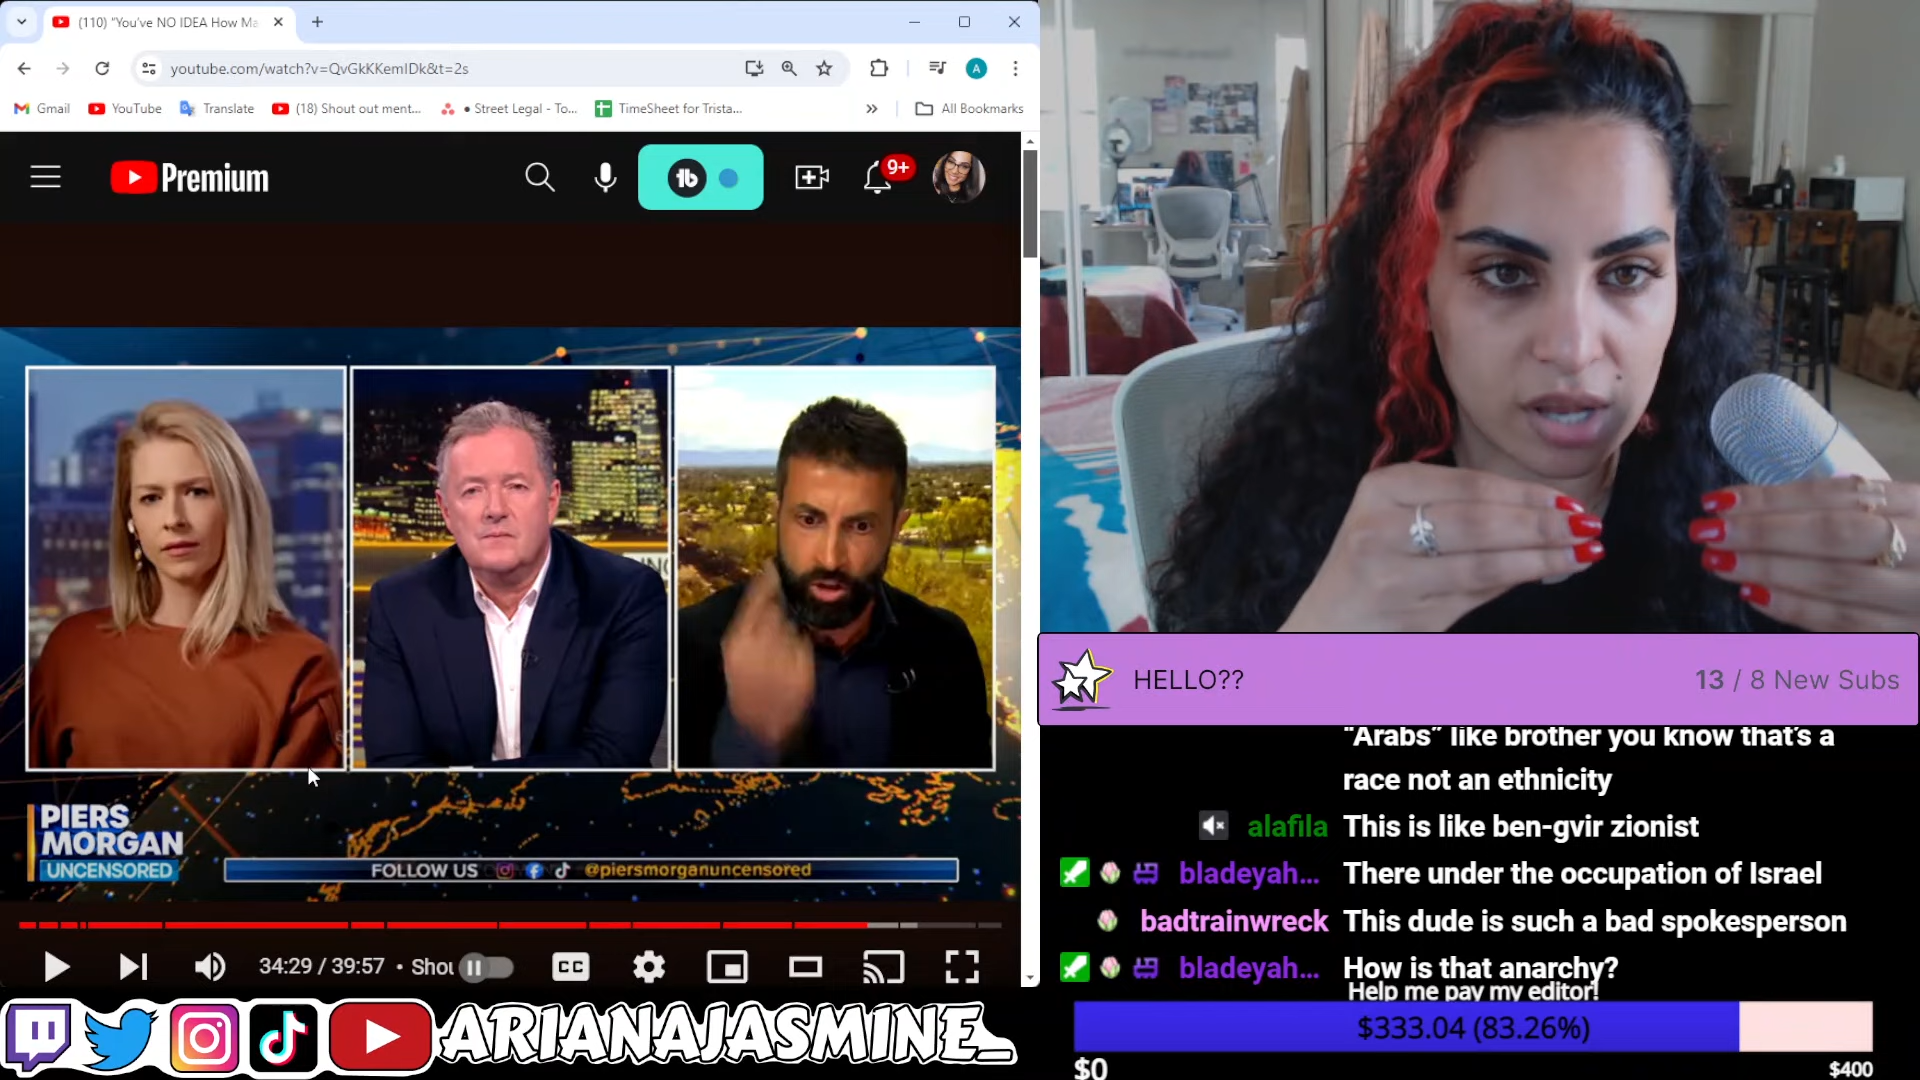 (110) "You've NO IDEA How Ma
youtube.com/watch?v=QvGkKKemIDk&t=2s
A
Gmail
YouTube
Translate
(18) Shout out ment...
• Street Legal - To...
TimeSheet for Trista...
»
All Bookmarks
Premium
9+
PIERS
MORGAN
UNCENSORED
FOLLOW US @piersmorganuncensored
34:29 / 39:57 • Shou
CC
HELLO??
13 / 8 New Subs
“Arabs” like brother you know that's a
race not an ethnicity
alafila This is like ben-gvir zionist
bladeyah... There under the occupation of Israel
badtrainwreck This dude is such a bad spokesperson
bladeyah... How is that anarchy?
Help me pay my editor!
$333.04 (83.26%)
$0
$400
ARIANAJASMINE_